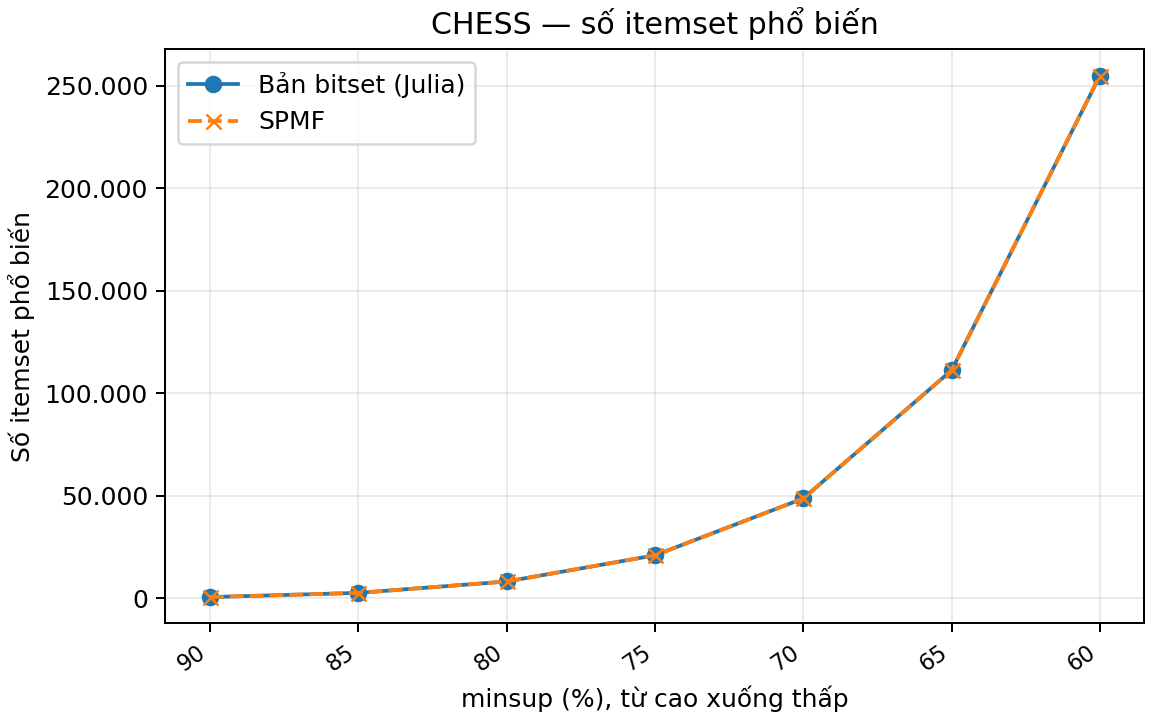 CHESS — số itemset phổ biến
Bản bitset (Julia)
SPMF
Số itemset phổ biến
250.000
200.000
150.000
100.000
50.000
0
90
85
80
75
70
65
60
minsup (%), từ cao xuống thấp